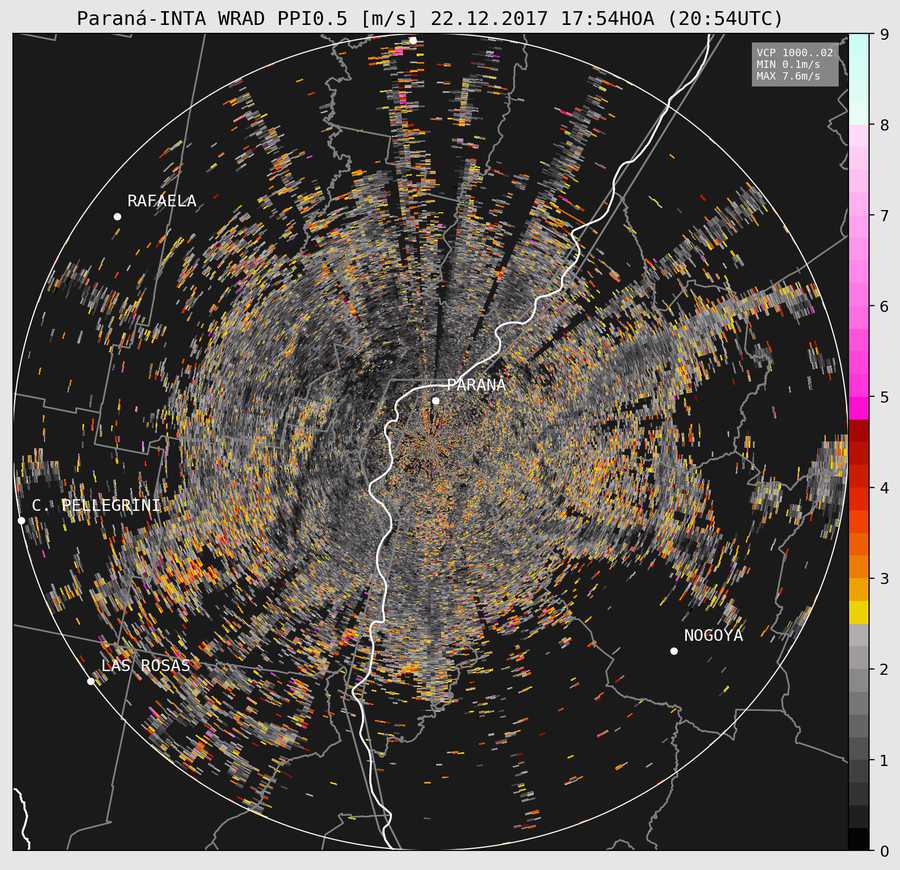 Paraná-INTA WRAD PPI0.5 [m/s] 22.12.2017 17:54HOA (20:54UTC)
VCP 1000..02
MIN 0.1m/s
MAX 7.6m/s
9
8
7
6
5
4
3
2
1
0
RAFAELA
PARANA
C. PELLEGRINI
NOGOYA
LAS ROSAS